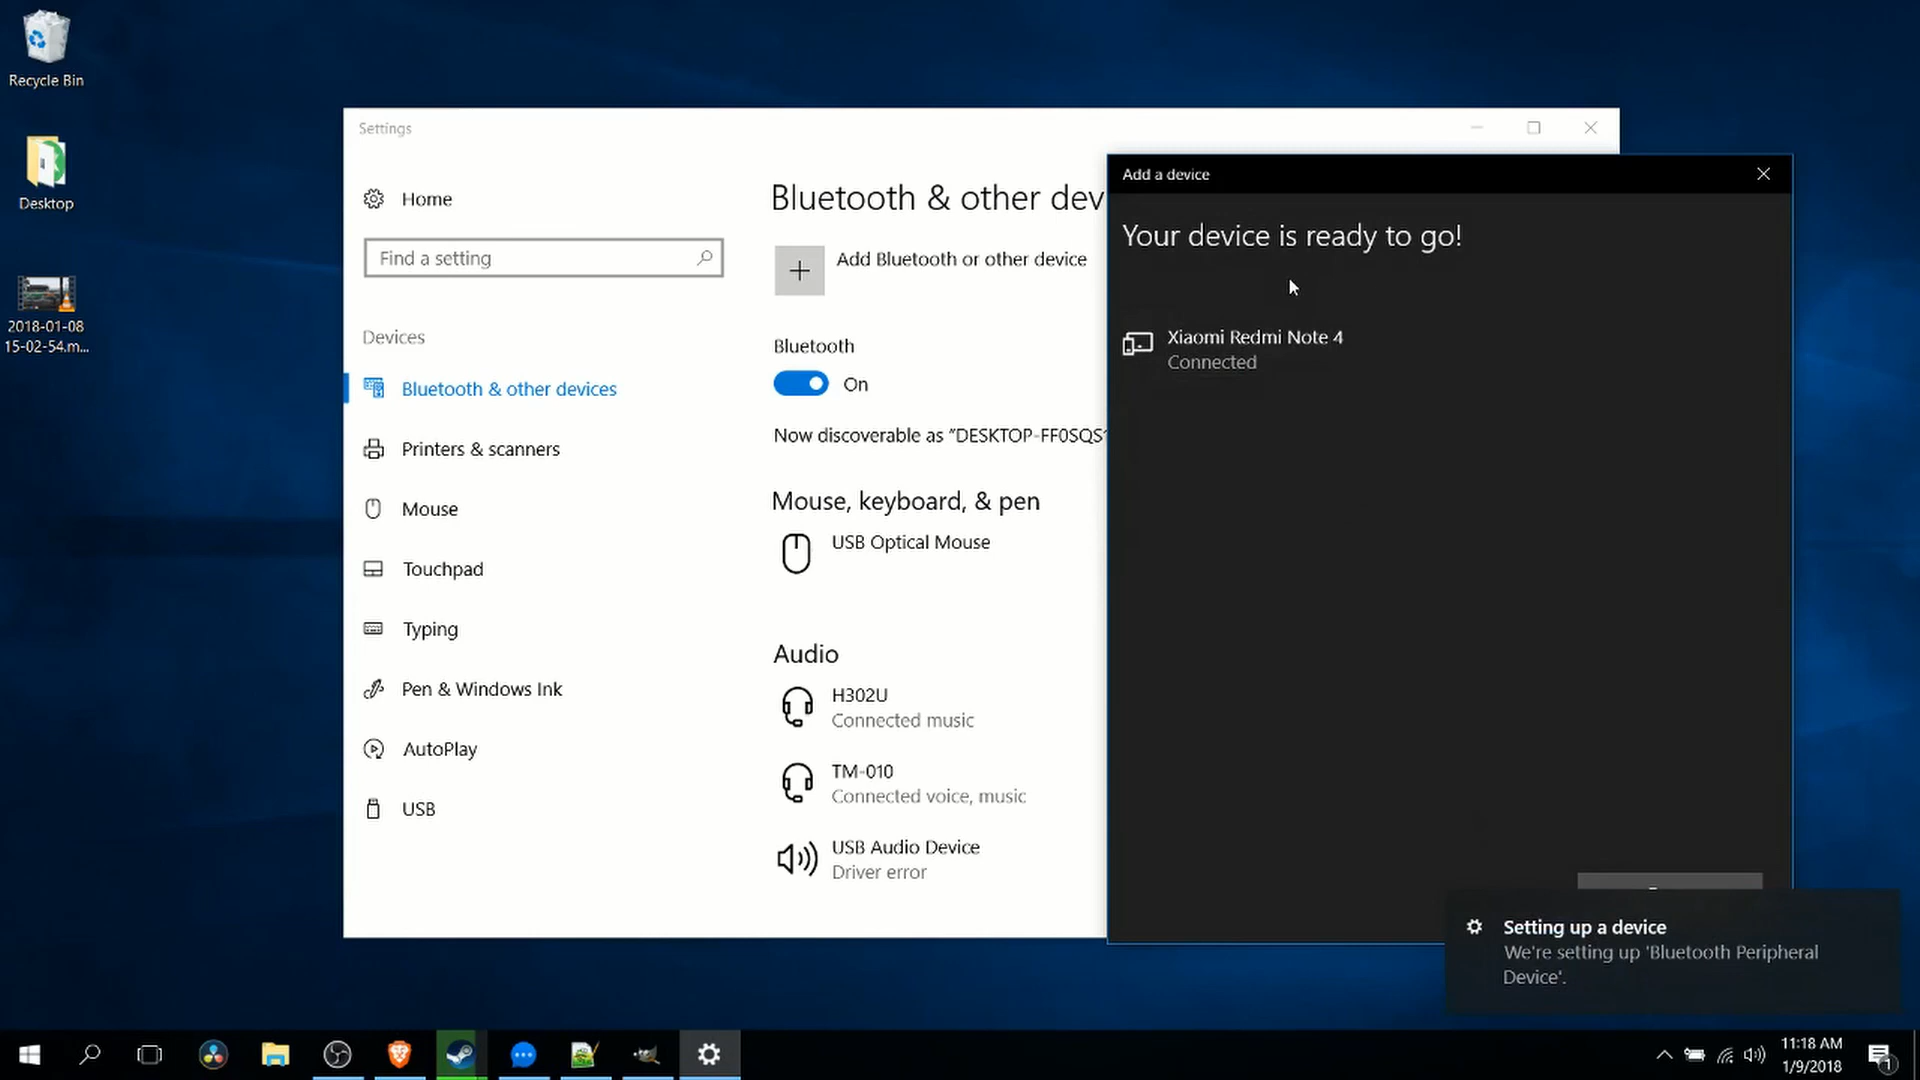 Recycle Bin
Desktop
2018-01-08
15-02-54.m...
Settings
Home
Find a setting
Devices
Bluetooth & other devices
Printers & scanners
Mouse
Touchpad
Typing
Pen & Windows Ink
AutoPlay
USB
Bluetooth & other dev
Add Bluetooth or other device
Bluetooth
On
Now discoverable as "DESKTOP-FF0SQS
Mouse, keyboard, & pen
USB Optical Mouse
Audio
H302U
Connected music
TM-010
Connected voice, music
USB Audio Device
Driver error
Add a device
Your device is ready to go!
Xiaomi Redmi Note 4
Connected
Setting up a device
We're setting up 'Bluetooth Peripheral
Device'.
11:18 AM
1/9/2018
1